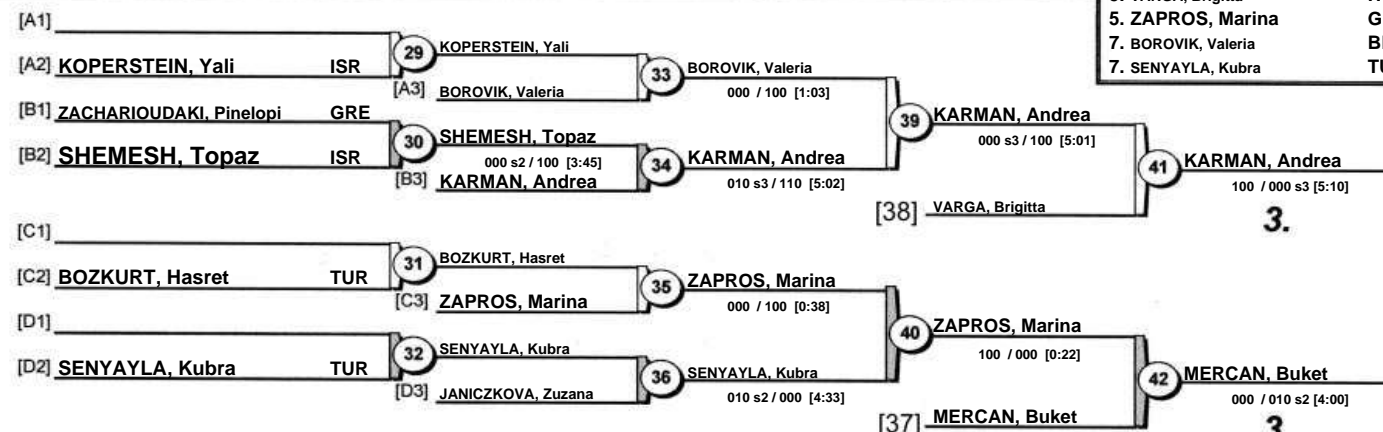 5. ZAPROS, Marina
7. BOROVIK, Valeria
7. SENYAYLA, Kubra
[A1]
[A2] KOPERSTEIN, Yali ISR
29
KOPERSTEIN, Yali
[A3] BOROVIK, Valeria
33
BOROVIK, Valeria
000 / 100 [1:03]
[B1] ZACHARIOUDAKI, Pinelopi GRE
[B2] SHEMESH, Topaz ISR
30
SHEMESH, Topaz
000 s2 / 100 [3:45]
[B3] KARMAN, Andrea
34
KARMAN, Andrea
010 s3 / 110 [5:02]
39
KARMAN, Andrea
000 s3 / 100 [5:01]
[38] VARGA, Brigitta
41
KARMAN, Andrea
100 / 000 s3 [5:10]
3.
[C1]
[C2] BOZKURT, Hasret TUR
31
BOZKURT, Hasret
[C3] ZAPROS, Marina
35
ZAPROS, Marina
000 / 100 [0:38]
[D1]
[D2] SENYAYLA, Kubra TUR
32
SENYAYLA, Kubra
[D3] JANICZKOVA, Zuzana
36
SENYAYLA, Kubra
010 s2 / 000 [4:33]
40
ZAPROS, Marina
100 / 000 [0:22]
[37] MERCAN, Buket
42
MERCAN, Buket
000 / 010 s2 [4:00]
3